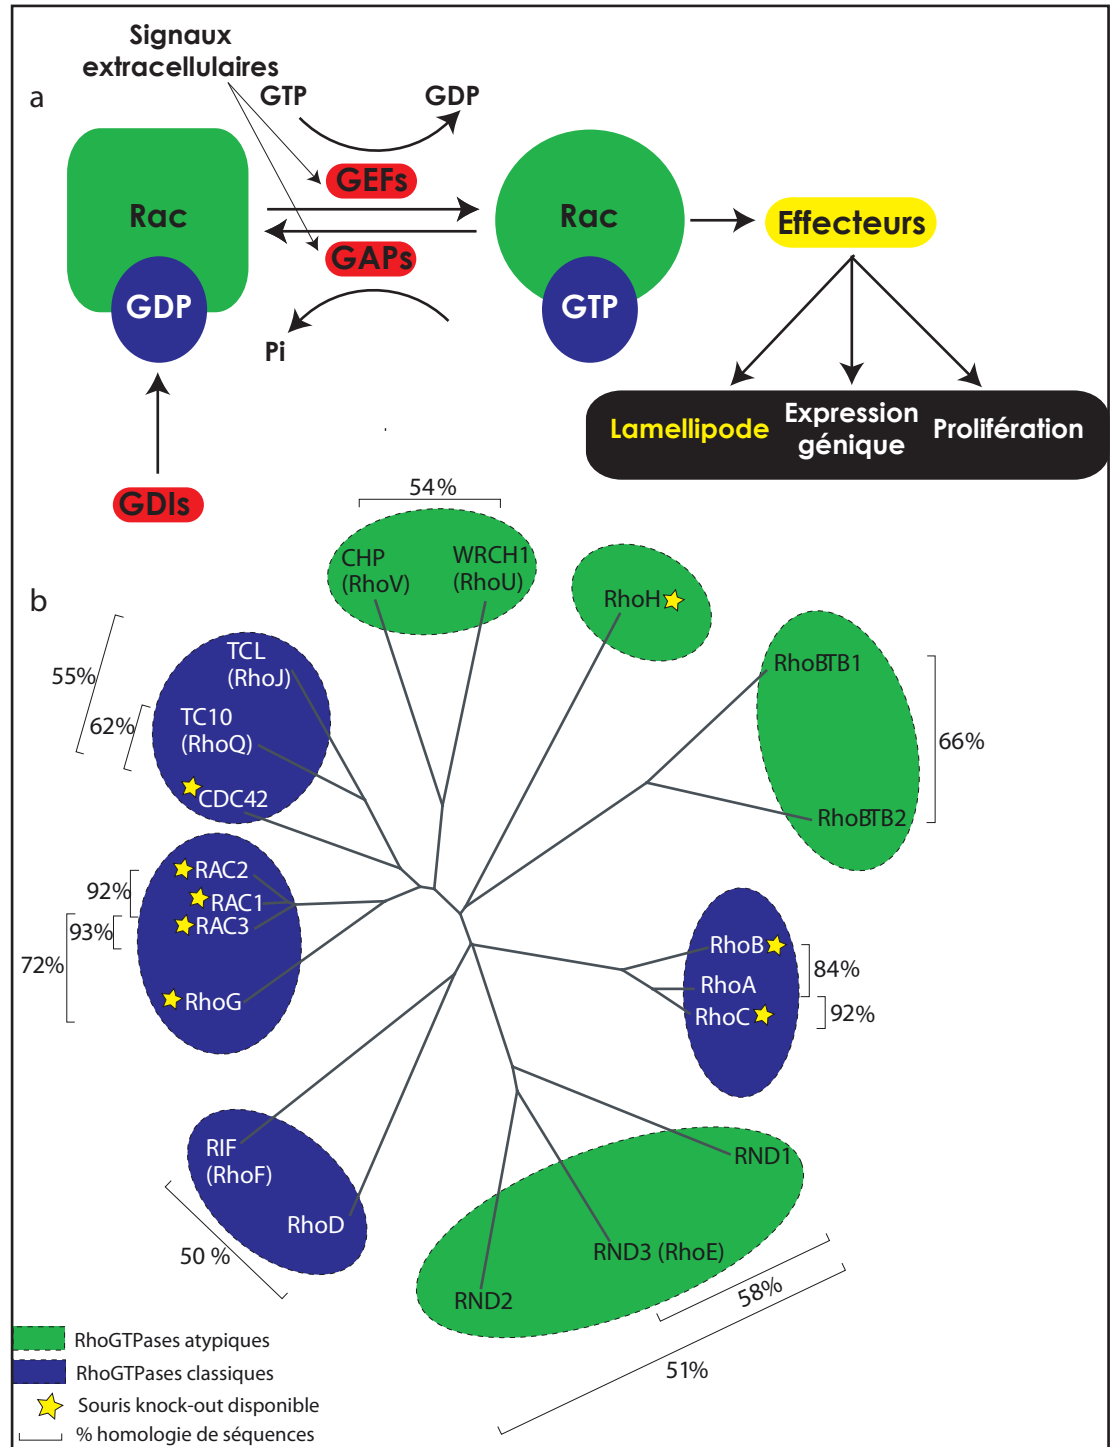 Signaux
extracellulaires
a
GTP
GDP
GEFs
Rac
Rac
Effecteurs
GAPs
GDP
GTP
Pi
Lamellipode
Expression
génique
Prolifération
GDIs
54%
b
CHP
(RhoV)
WRCH1
(RhoU)
RhoH
TCL
(RhoJ)
55%
RhoBTB1
TC10
(RhoQ)
62%
66%
CDC42
RhoBTB2
RAC2
92%
RAC1
RAC3
93%
72%
RhoG
RhoB
84%
RhoA
RhoC
92%
RIF
(RhoF)
RhoD
50 %
RND1
RND3 (RhoE)
RND2
58%
51%
RhoGTPases atypiques
RhoGTPases classiques
Souris knock-out disponible
% homologie de séquences